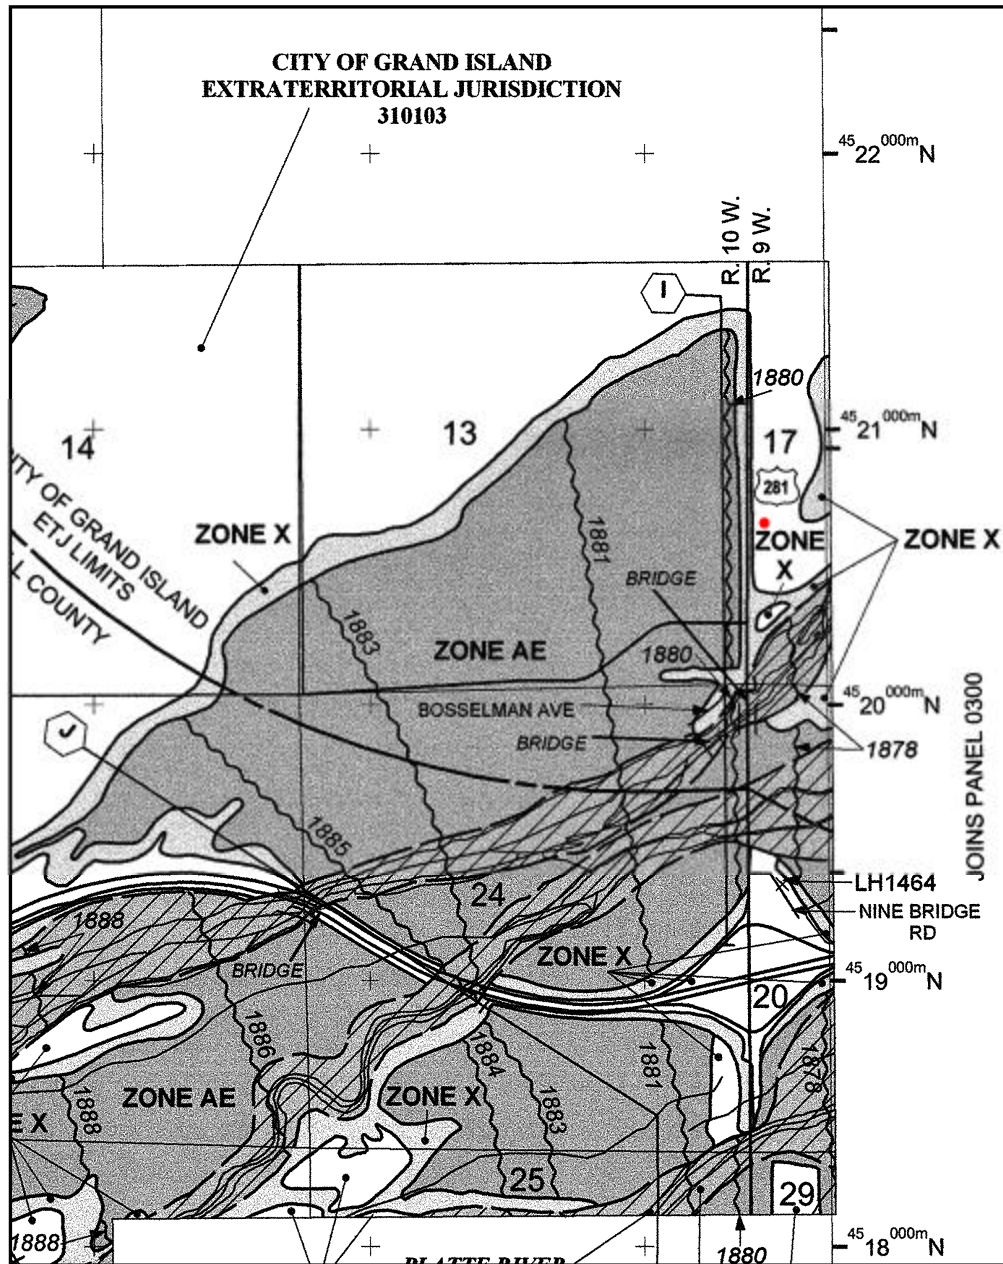 CITY OF GRAND ISLAND
EXTRATERRITORIAL JURISDICTION
310103
45 22 000m N
R. 10 W.
R. 9 W.
I
1880
45 21 000m N
13
14
17
281
ZONE X
ZONE
X
ZONE X
ITY OF GRAND ISLAND
ETJ LIMITS
L COUNTY
1881
BRIDGE
1883
ZONE AE
1880
45 20 000m N
BOSSELMAN AVE
J
BRIDGE
1878
JOINS PANEL 0300
1885
LH1464
24
NINE BRIDGE
RD
1888
ZONE X
BRIDGE
45 19 000m N
20
1886
1884
1881
1878
1888
ZONE AE
ZONE X
1883
E X
25
29
1888
PLATTE RIVER
1880
45 18 000m N